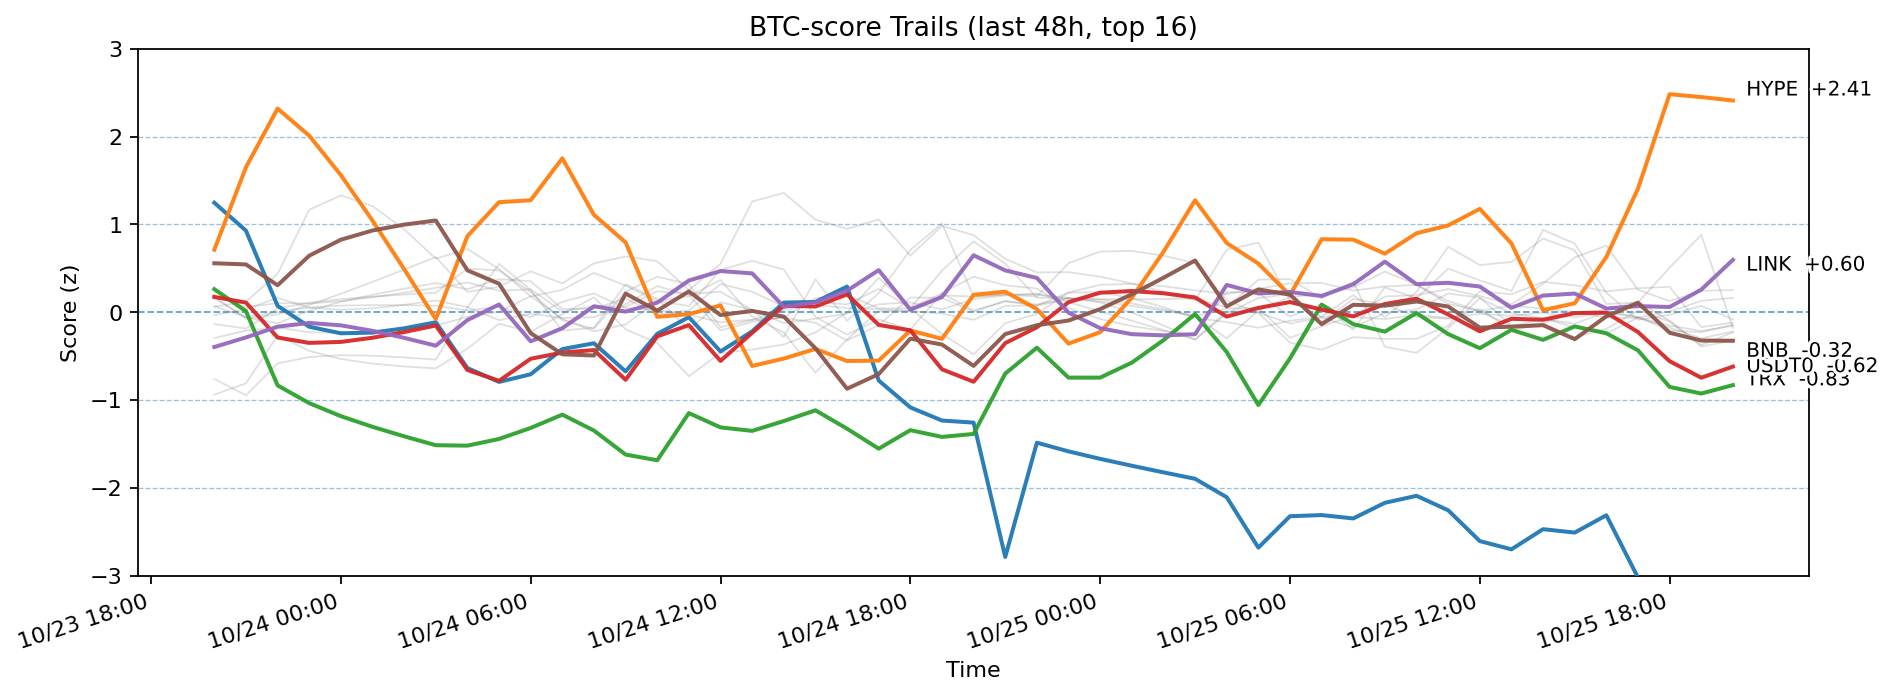 BTC-score Trails (last 48h, top 16)
Score (z)
3
2
1
0
−1
−2
−3
HYPE +2.41
LINK +0.60
BNB -0.32
USDT0 -0.62
TRX -0.83
10/23 18:00
10/24 00:00
10/24 06:00
10/24 12:00
10/24 18:00
10/25 00:00
10/25 06:00
10/25 12:00
10/25 18:00
Time